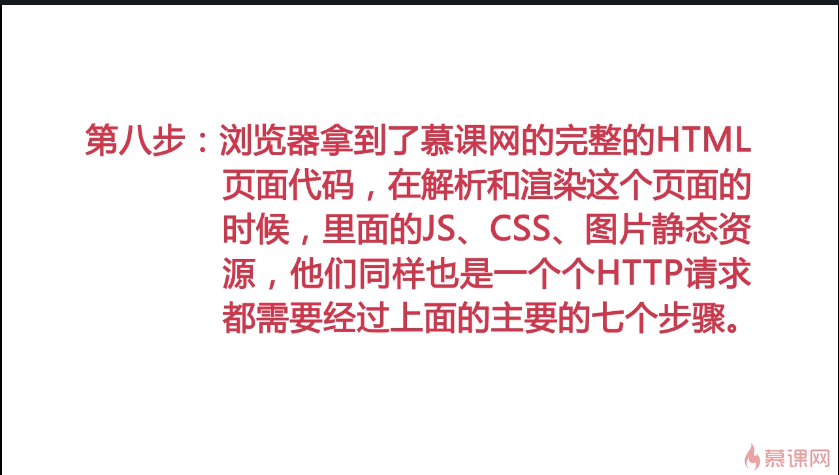 第八步：浏览器拿到了慕课网的完整的HTML
页面代码，在解析和渲染这个页面的
时候，里面的JS、CSS、图片静态资
源，他们同样也是一个个HTTP请求
都需要经过上面的主要的七个步骤。
慕课网